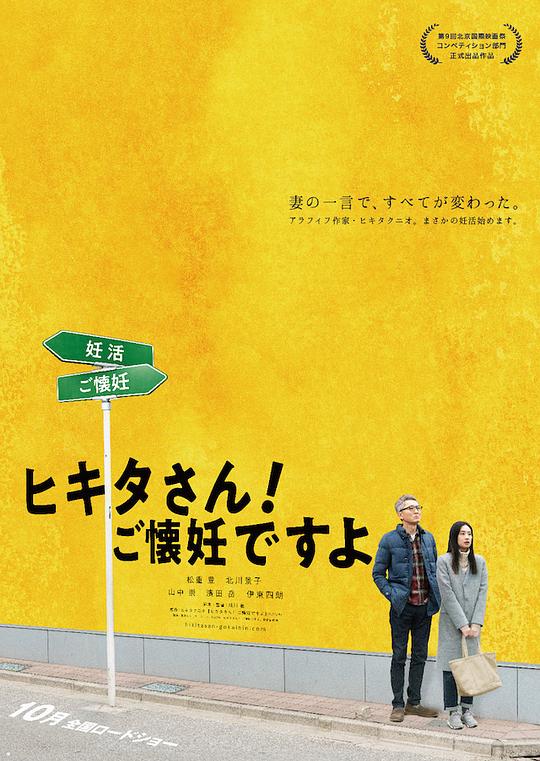 第9回北京国際映画祭
コンペティション部門
正式出品作品
妻の一言で、すべてが変わった。
アラフィフ作家・ヒキタクニオ。まさかの妊活始めます。
妊活
ご懐妊
ヒキタさん!
ご懐妊ですよ
松重 豊 北川景子
山中 崇 濱田 岳 伊東四朗
hikitasan-gokainin.com
10月 全国ロードショー